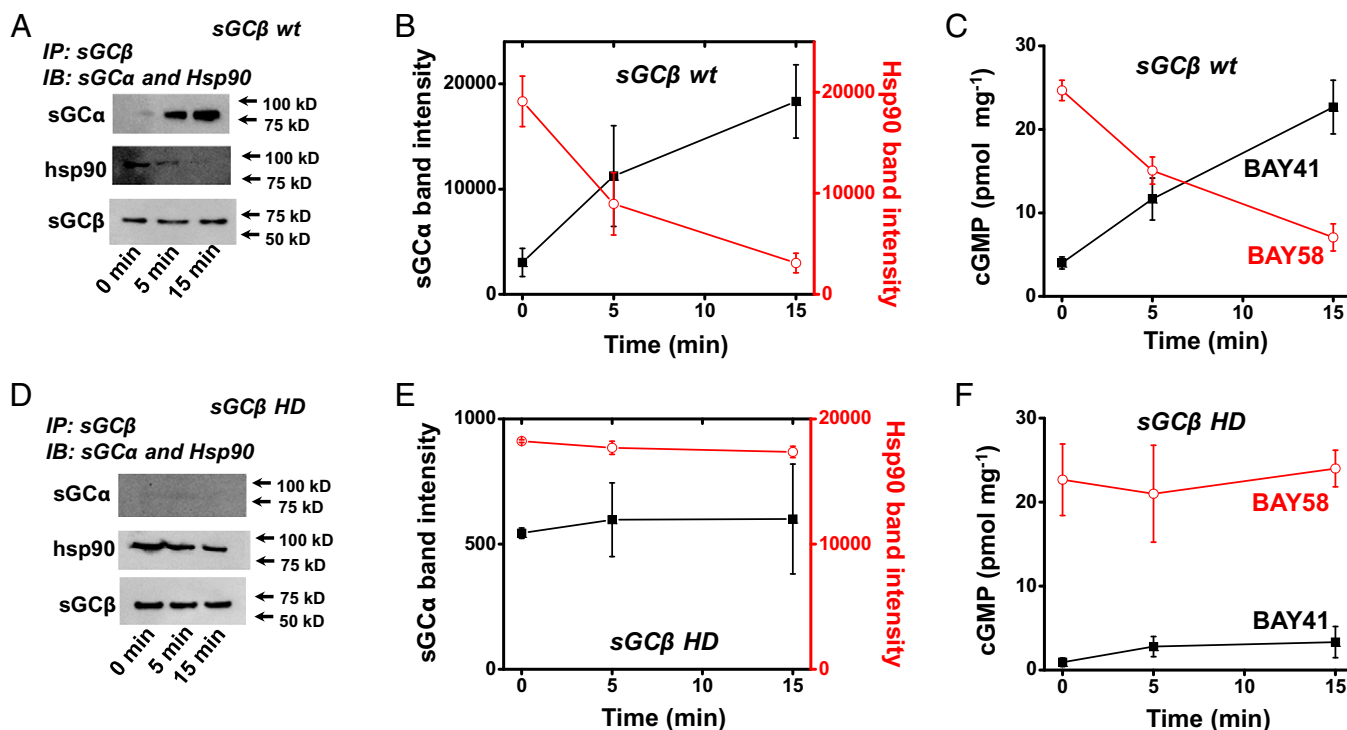 A
sGCβ wt
IP: sGCβ
IB: sGCα and Hsp90
sGCα
100 kD
75 kD
hsp90
100 kD
75 kD
sGCβ
75 kD
50 kD
0 min
5 min
15 min
B
sGCβ wt
sGCα band intensity
20000
10000
0
Hsp90 band intensity
20000
10000
0
0
5
10
15
Time (min)
C
sGCβ wt
cGMP (pmol mg-1)
30
20
10
0
BAY41
BAY58
0
5
10
15
Time (min)
D
sGCβ HD
IP: sGCβ
IB: sGCα and Hsp90
sGCα
100 kD
75 kD
hsp90
100 kD
75 kD
sGCβ
75 kD
50 kD
0 min
5 min
15 min
E
sGCα band intensity
1000
500
0
Hsp90 band intensity
20000
10000
0
sGCβ HD
0
5
10
15
Time (min)
F
sGCβ HD
cGMP (pmol mg-1)
30
20
10
0
BAY58
BAY41
0
5
10
15
Time (min)